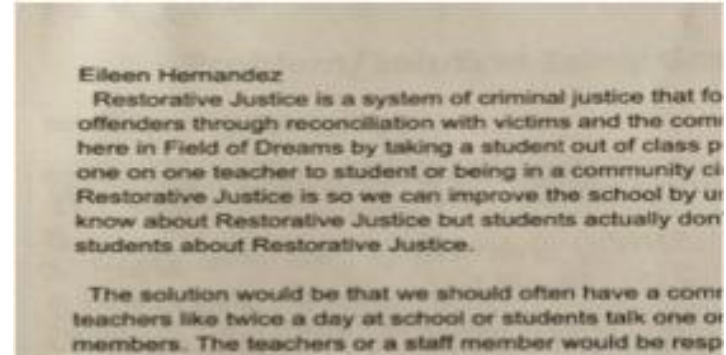 Eileen Hernandez
Restorative Justice is a system of criminal justice that fo
offenders through reconciliation with victims and the com
here in Field of Dreams by taking a student out of class p
one on one teacher to student or being in a community ci
Restorative Justice is so we can improve the school by u
know about Restorative Justice but students actually don
students about Restorative Justice.
The solution would be that we should often have a com
teachers like twice a day at school or students talk one or
members. The teachers or a staff member would be resp